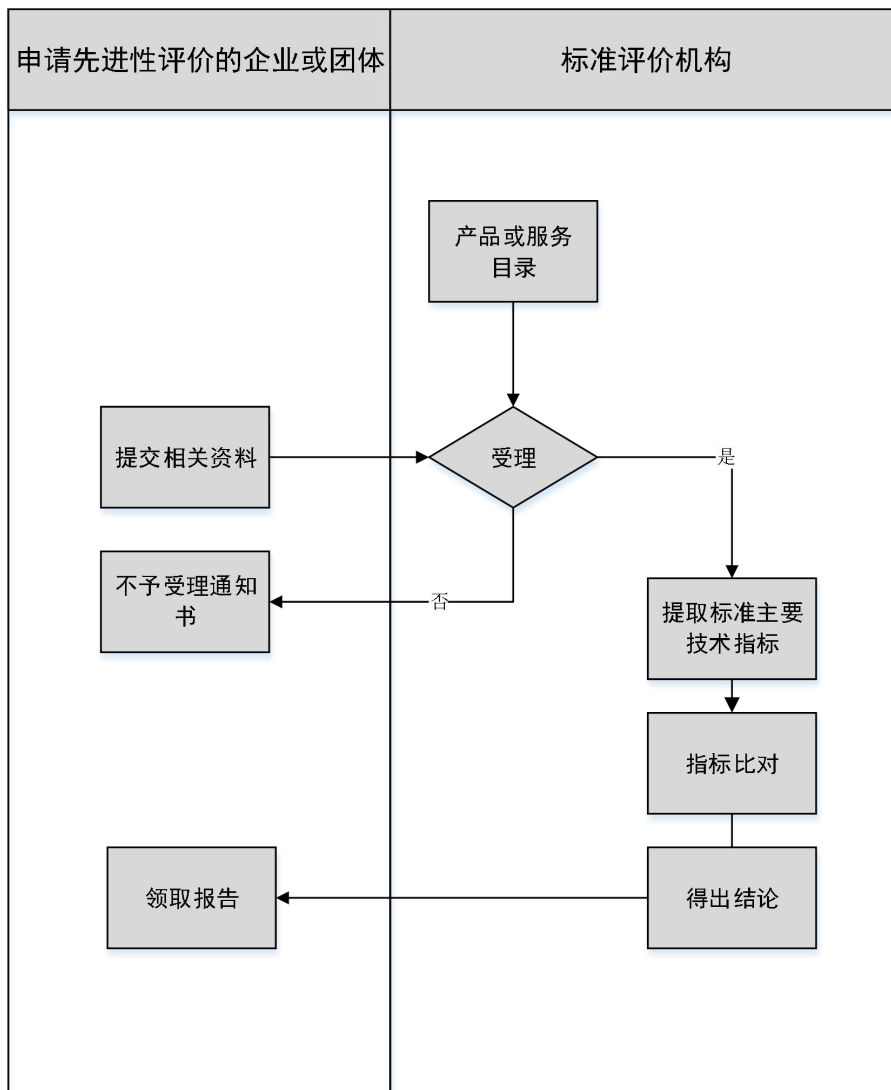 申请先进性评价的企业或团体
标准评价机构
产品或服务
目录
提交相关资料
受理
是
不予受理通知
书
否
提取标准主要
技术指标
指标比对
领取报告
得出结论